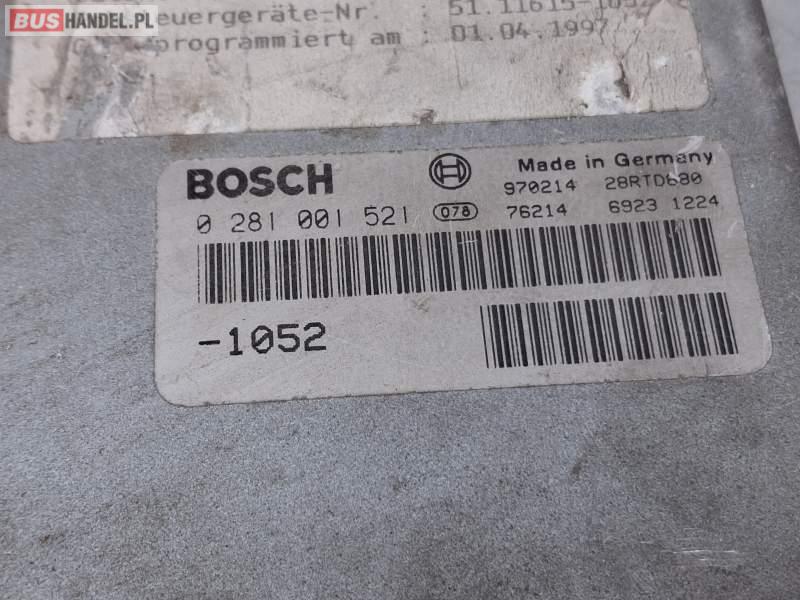 BUSHANDEL.PL
euergeräte-Nr. : 51.11615-1052
programmiert am : 01.04.1997
BOSCH
Made in Germany
970214 28RTD680
0 281 001 521 078 76214 6923 1224
-1052